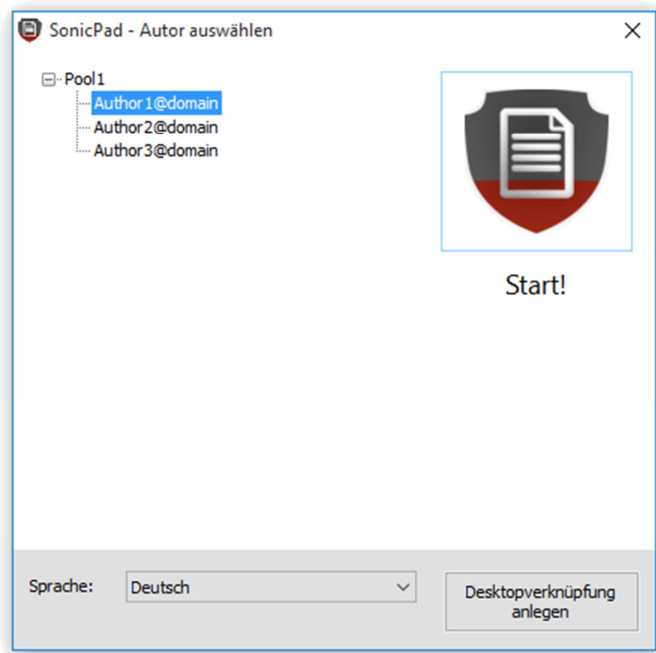 SonicPad - Autor auswählen
Pool1
Author1@domain
Author2@domain
Author3@domain
Start!
Sprache:
Deutsch
Desktopverknüpfung
anlegen